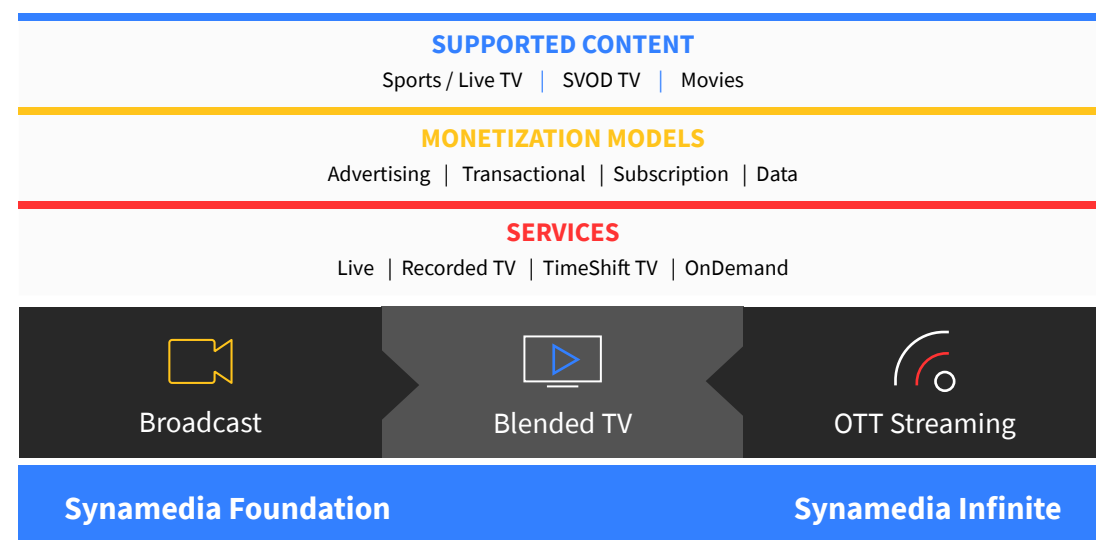 SUPPORTED CONTENT
Sports / Live TV | SVOD TV | Movies
MONETIZATION MODELS
Advertising | Transactional | Subscription | Data
SERVICES
Live | Recorded TV | TimeShift TV | OnDemand
Broadcast Blended TV OTT Streaming
Synamedia Foundation Synamedia Infinite